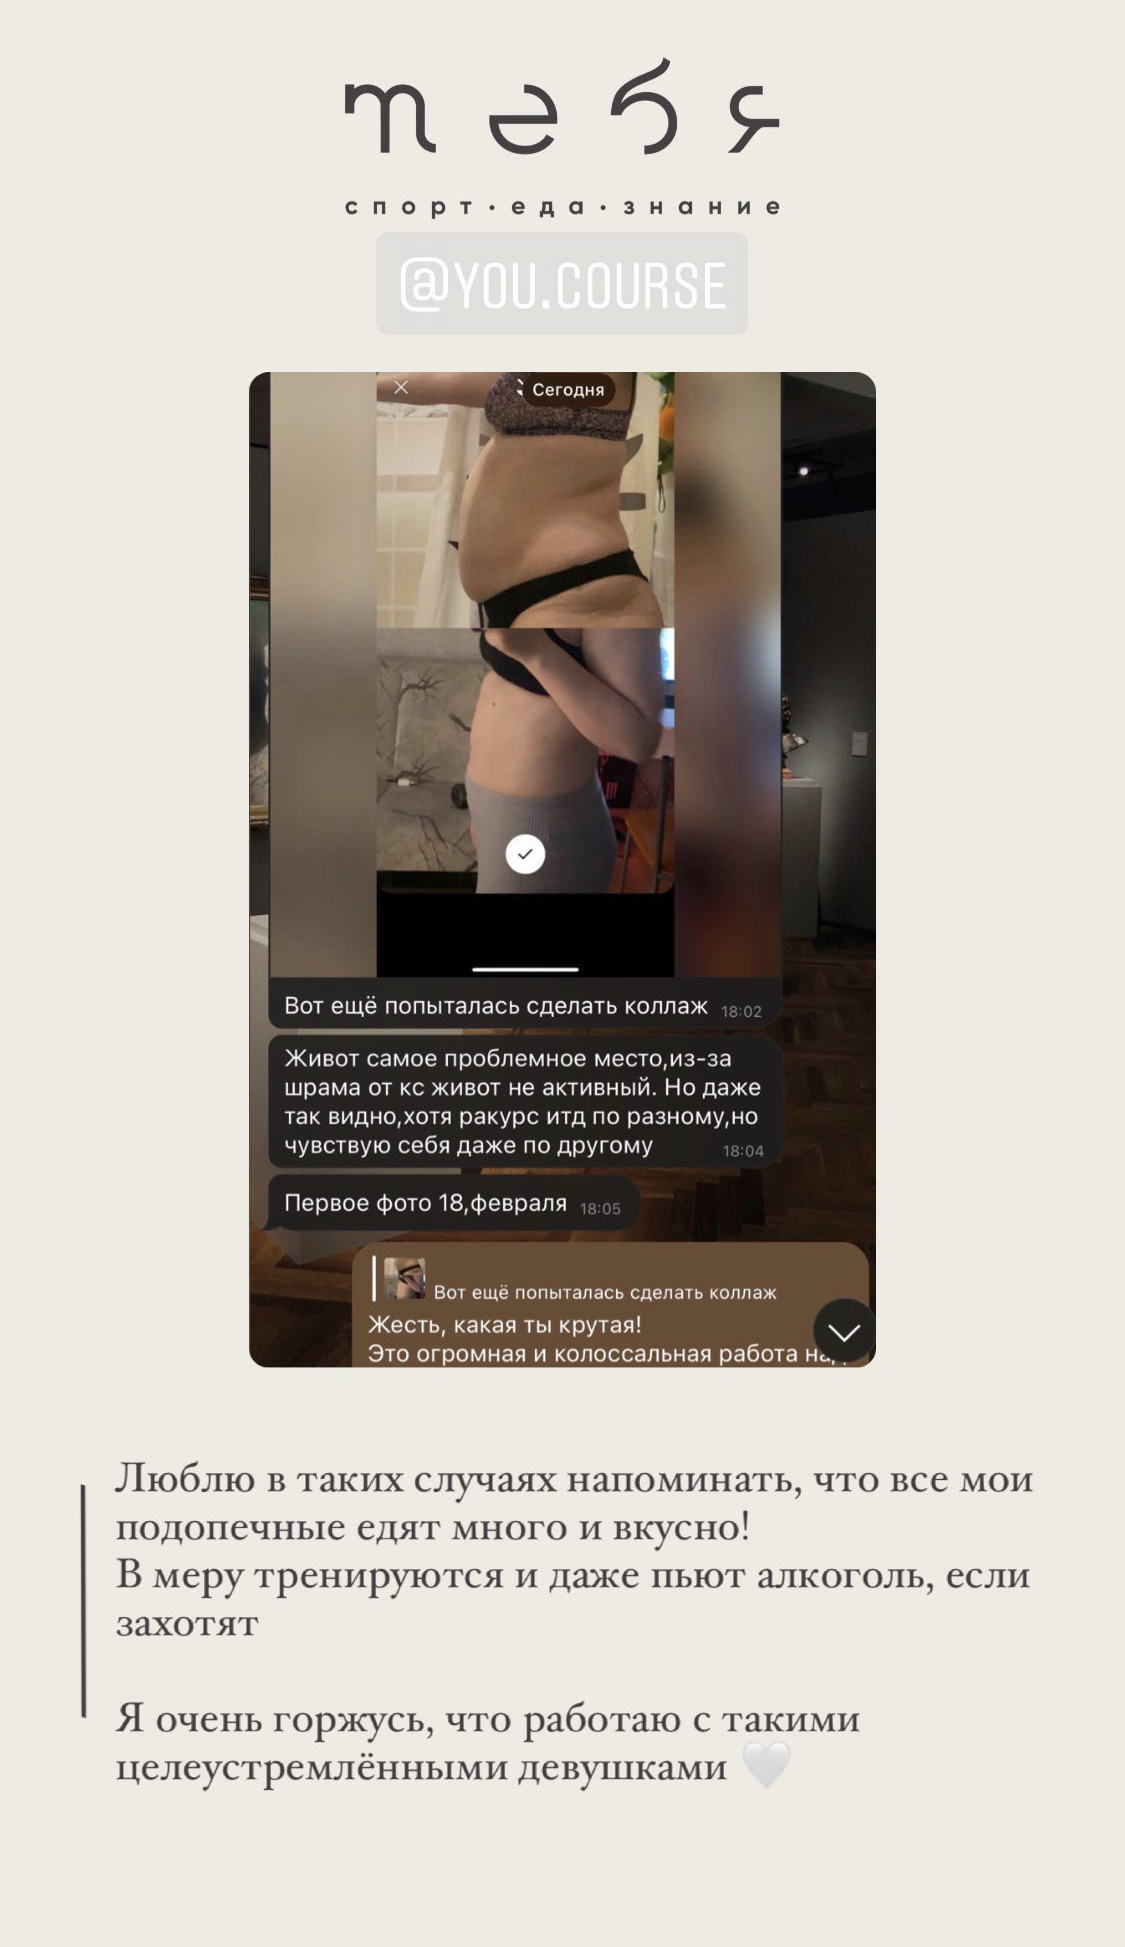 тебя
спорт·еда·знание
@YOU.COURSE
Сегодня
Вот ещё попыталась сделать коллаж 18:02
Живот самое проблемное место,из-за
шрама от кс живот не активный. Но даже
так видно,хотя ракурс итд по разному,но
чувствую себя даже по другому 18:04
Первое фото 18,февраля 18:05
Вот ещё попыталась сделать коллаж
Жесть, какая ты крутая!
Это огромная и колоссальная работа
Люблю в таких случаях напоминать, что все мои
подопечные едят много и вкусно!
В меру тренируются и даже пьют алкоголь, если
захотят
Я очень горжусь, что работаю с такими
целеустремлёнными девушками 🤍